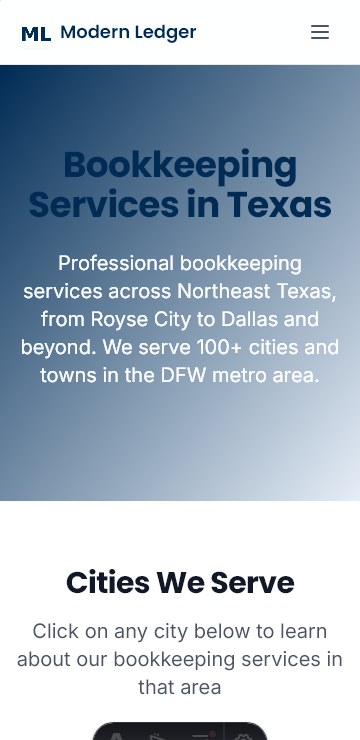 ML Modern Ledger
Bookkeeping
Services in Texas
Professional bookkeeping
services across Northeast Texas,
from Royse City to Dallas and
beyond. We serve 100+ cities and
towns in the DFW metro area.
Cities We Serve
Click on any city below to learn
about our bookkeeping services in
that area